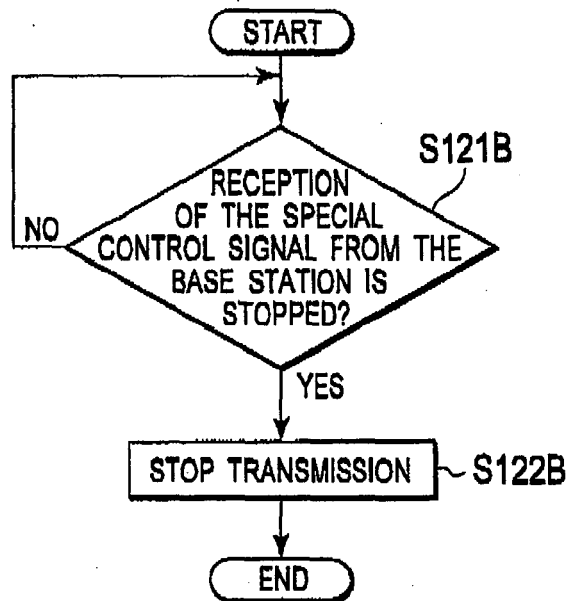 START
S121B
RECEPTION
OF THE SPECIAL
NO
CONTROL SIGNAL FROM THE
BASE STATION IS
STOPPED?
YES
STOP TRANSMISSION
S122B
END